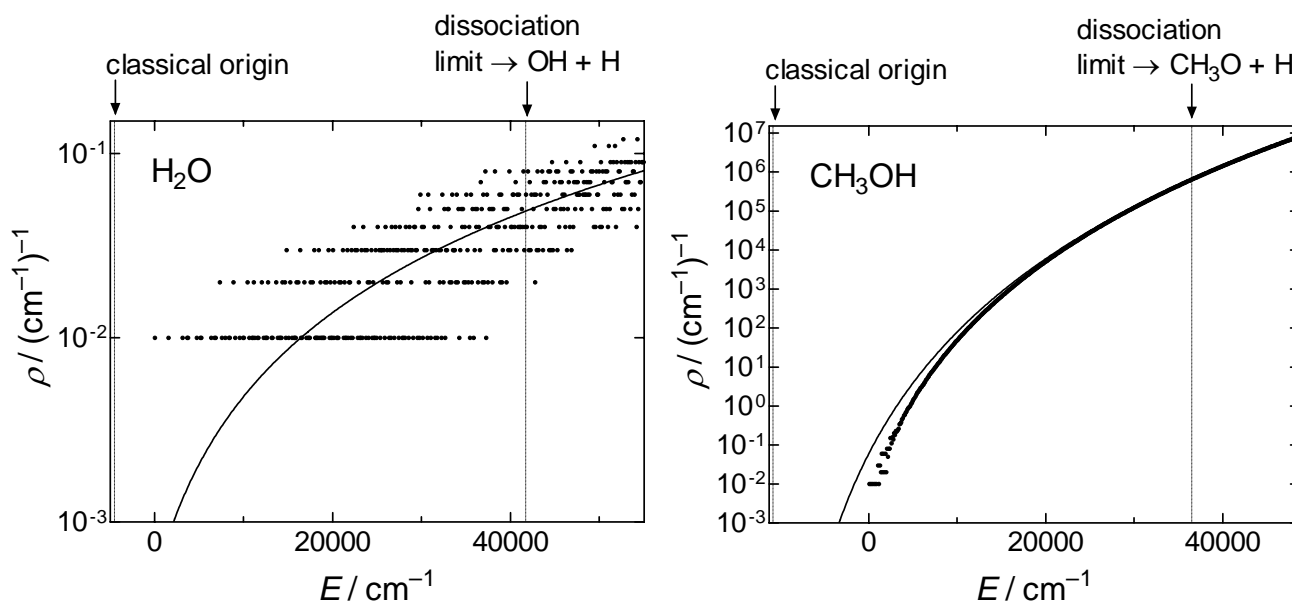 dissociation
limit → OH + H
classical origin
H₂O
10⁻¹
10⁻²
10⁻³
ρ / (cm⁻¹)⁻¹
0
20000
40000
E / cm⁻¹
dissociation
limit → CH₃O + H
classical origin
CH₃OH
10⁷
10⁶
10⁵
10⁴
10³
10²
10¹
10⁰
10⁻¹
10⁻²
10⁻³
ρ / (cm⁻¹)⁻¹
0
20000
40000
E / cm⁻¹